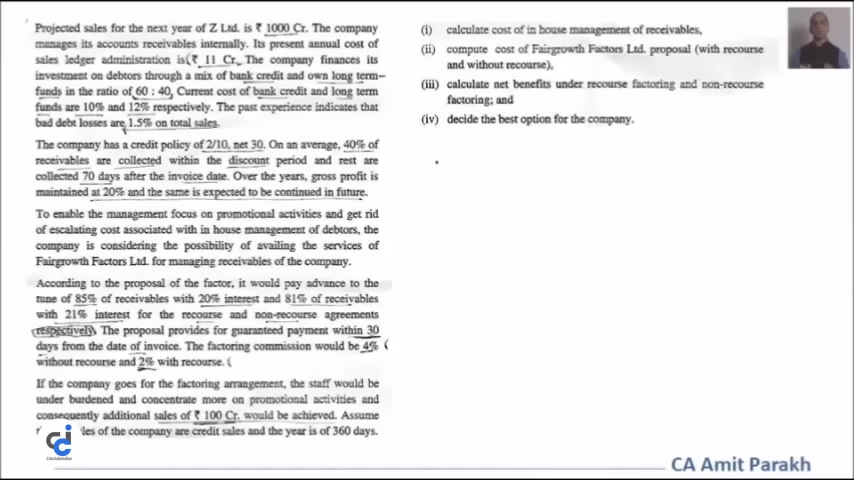 Projected sales for the next year of Z Ltd. is ₹ 1000 Cr. The company
manages its accounts receivables internally. Its present annual cost of
sales ledger administration is ₹ 11 Cr. The company finances its
investment on debtors through a mix of bank credit and own long term
funds in the ratio of 60 : 40. Current cost of bank credit and long term
funds are 10% and 12% respectively. The past experience indicates that
bad debt losses are 1.5% on total sales.
The company has a credit policy of 2/10, net 30. On an average, 40% of
receivables are collected within the discount period and rest are
collected 70 days after the invoice date. Over the years, gross profit is
maintained at 20% and the same is expected to be continued in future.
To enable the management focus on promotional activities and get rid
of escalating cost associated with in house management of debtors, the
company is considering the possibility of availing the services of
Fairgrowth Factors Ltd. for managing receivables of the company.
According to the proposal of the factor, it would pay advance to the
tune of 85% of receivables with 20% interest and 81% of receivables
with 21% interest for the recourse and non-recourse agreements
respectively. The proposal provides for guaranteed payment within 30
days from the date of invoice. The factoring commission would be 4%
without recourse and 2% with recourse.
If the company goes for the factoring arrangement, the staff would be
under burdened and concentrate more on promotional activities and
consequently additional sales of ₹ 100 Cr. would be achieved. Assume
of the company are credit sales and the year is of 360 days.
(i) calculate cost of in house management of receivables,
(ii) compute cost of Fairgrowth Factors Ltd. proposal (with recourse
and without recourse),
(iii) calculate net benefits under recourse factoring and non-recourse
factoring; and
(iv) decide the best option for the company.
CA Amit Parakh